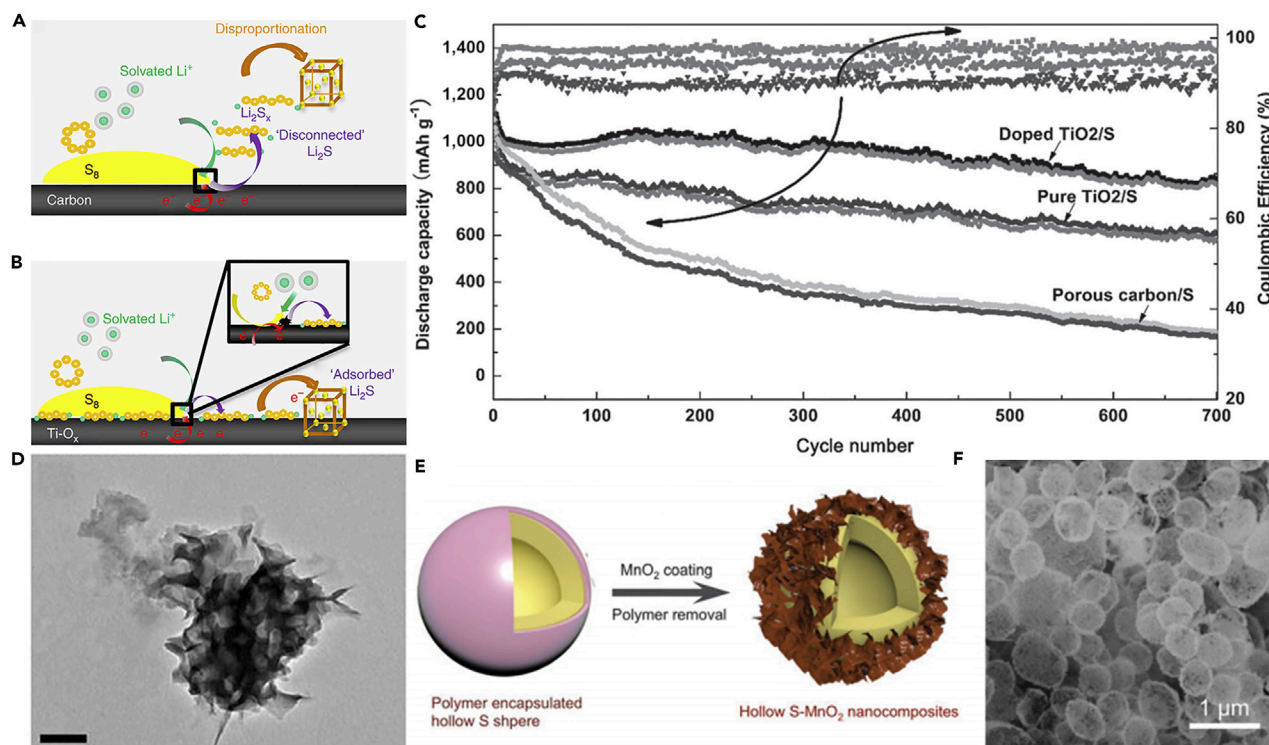 A
Disproportionation
Solvated Li⁺
Li₂Sₓ
'Disconnected'
Li₂S
S₈
Carbon
e⁻ e⁻ e⁻ e⁻
B
Solvated Li⁺
'Adsorbed'
Li₂S
e⁻
S₈
Ti-Oₓ
C
1,400
1,200
1,000
800
600
400
200
0
Discharge capacity (mAh g⁻¹)
0 100 200 300 400 500 600 700
Cycle number
100
80
60
40
20
Coulombic Efficiency (%)
Doped TiO2/S
Pure TiO2/S
Porous carbon/S
D
E
MnO₂ coating
Polymer removal
Polymer encapsulated
hollow S shpere
Hollow S-MnO₂ nanocomposites
F
1 μm